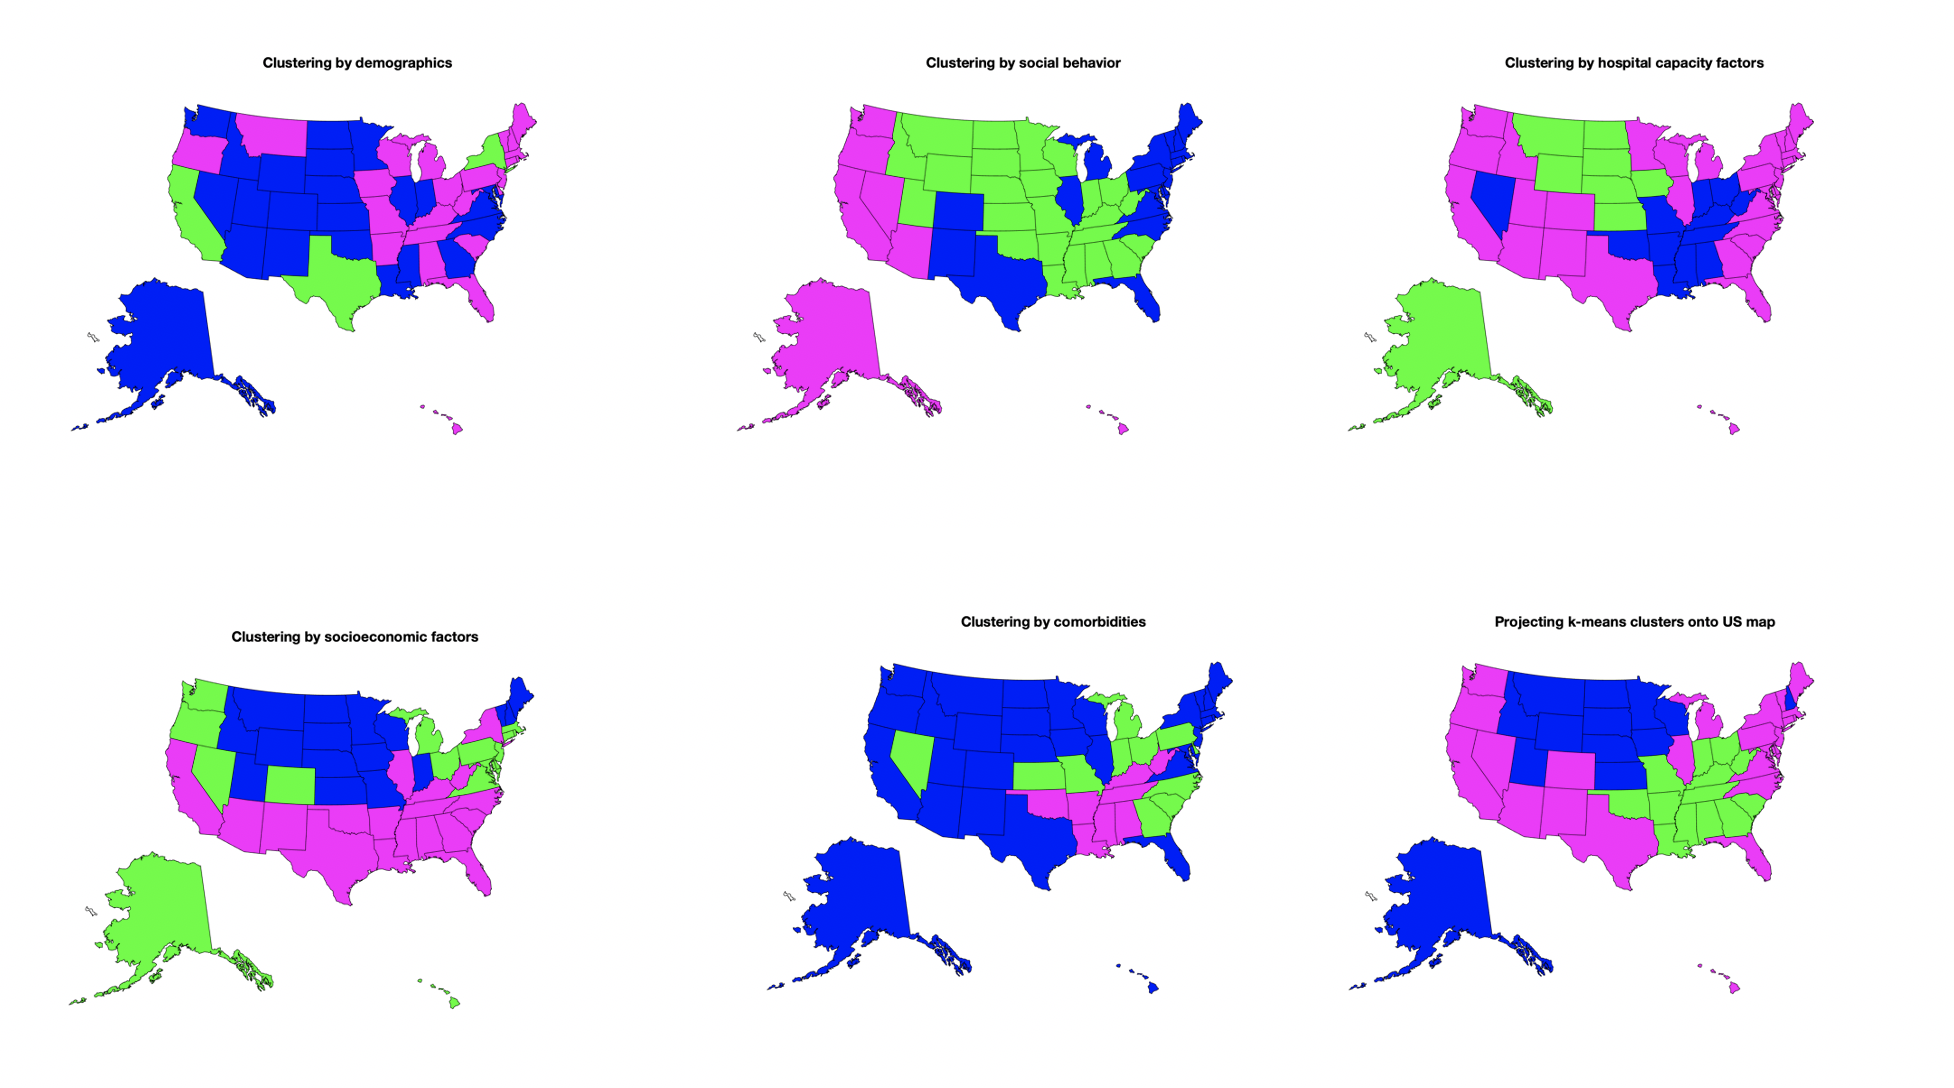 Clustering by demographics
Clustering by social behavior
Clustering by hospital capacity factors
Clustering by socioeconomic factors
Clustering by comorbidities
Projecting k-means clusters onto US map